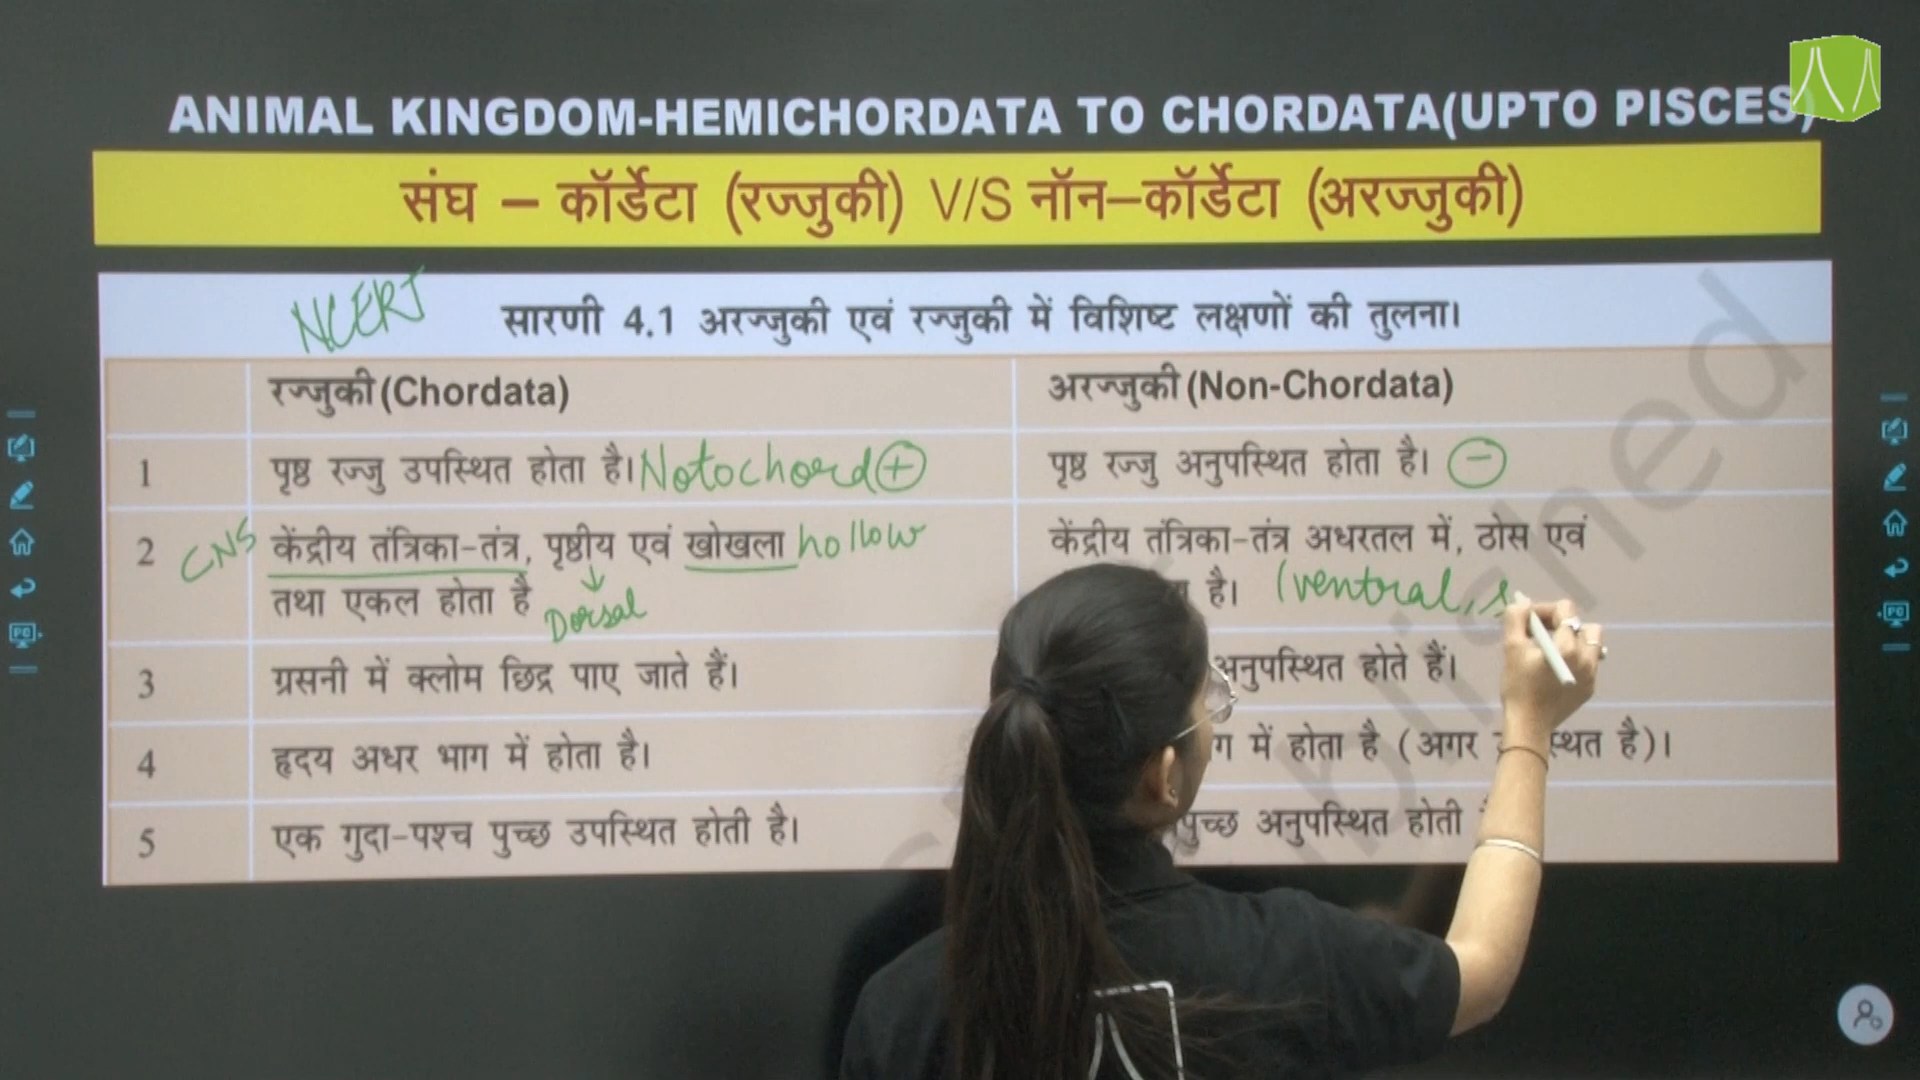 ANIMAL KINGDOM-HEMICHORDATA TO CHORDATA(UPTO PISCES)
संघ – कॉर्डेटा (रज्जुकी) V/S नॉन–कॉर्डेटा (अरज्जुकी)
NCERT
सारणी 4.1 अरज्जुकी एवं रज्जुकी में विशिष्ट लक्षणों की तुलना।
रज्जुकी (Chordata) अरज्जुकी (Non-Chordata)
1 पृष्ठ रज्जु उपस्थित होता है। Notochord + पृष्ठ रज्जु अनुपस्थित होता है। −
2 CNS केंद्रीय तंत्रिका-तंत्र, पृष्ठीय एवं खोखला hollow केंद्रीय तंत्रिका-तंत्र अधरतल में, ठोस एवं
तथा एकल होता है Dorsal है। (ventral, s
3 ग्रसनी में क्लोम छिद्र पाए जाते हैं। अनुपस्थित होते हैं।
4 हृदय अधर भाग में होता है। में होता है (अगर है)।
5 एक गुदा-पश्च पुच्छ उपस्थित होती है। पुच्छ अनुपस्थित होती
PC
PC